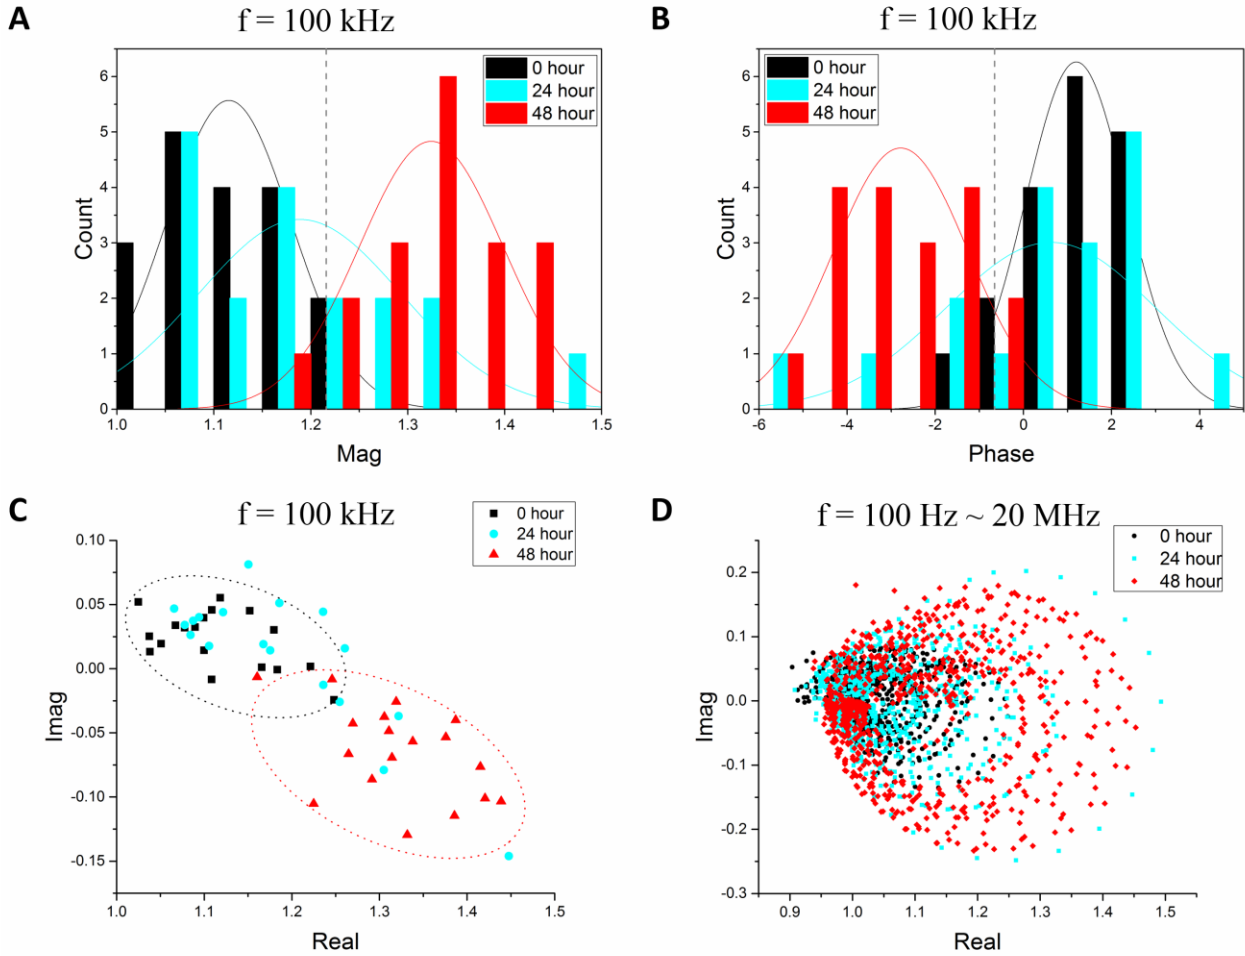 A
f = 100 kHz
0 hour
24 hour
48 hour
Count
6
5
4
3
2
1
0
1.0
1.1
1.2
1.3
1.4
1.5
Mag
B
f = 100 kHz
0 hour
24 hour
48 hour
Count
6
5
4
3
2
1
0
-6
-4
-2
0
2
4
Phase
C
f = 100 kHz
0 hour
24 hour
48 hour
Imag
0.10
0.05
0.00
-0.05
-0.10
-0.15
1.0
1.1
1.2
1.3
1.4
1.5
Real
D
f = 100 Hz ~ 20 MHz
0 hour
24 hour
48 hour
Imag
0.2
0.1
0.0
-0.1
-0.2
-0.3
0.9
1.0
1.1
1.2
1.3
1.4
1.5
Real